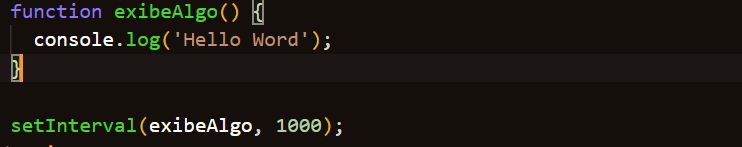 function exibeAlgo() {
  console.log('Hello Word');
}
setInterval(exibeAlgo, 1000);